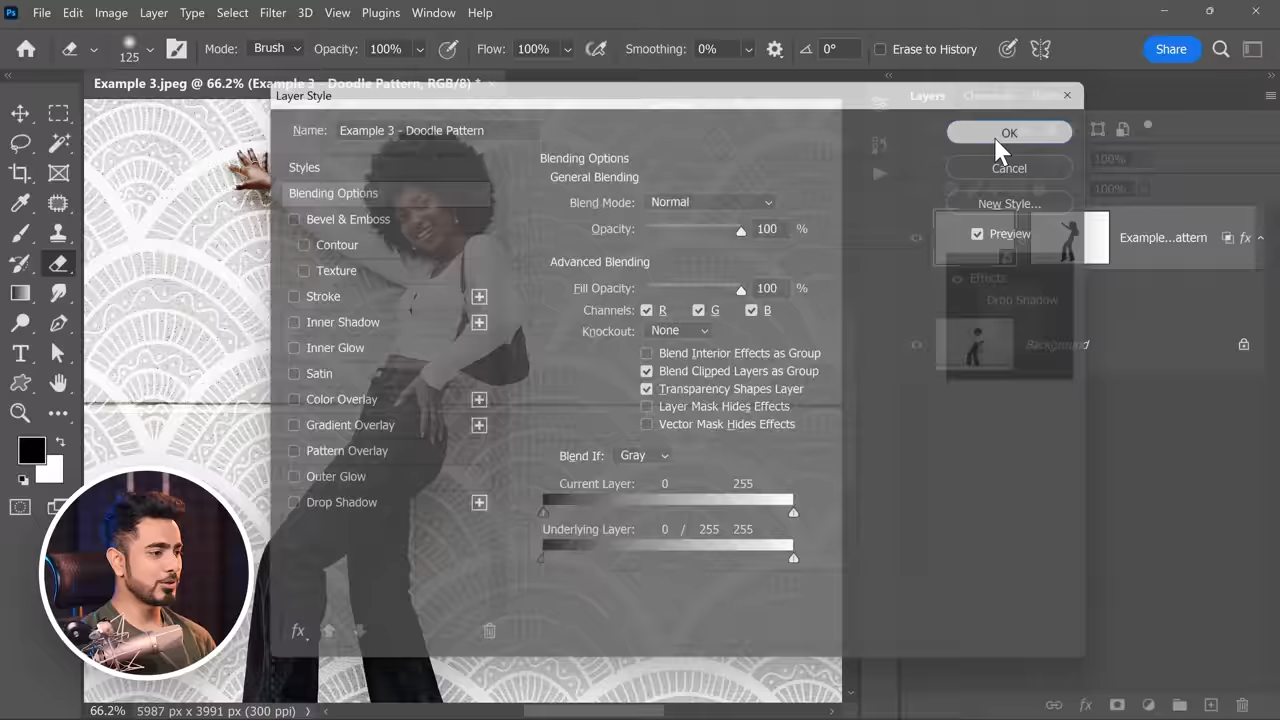 Ps File Edit Image Layer Type Select Filter 3D View Plugins Window Help
125 Mode: Brush Opacity: 100% Flow: 100% Smoothing: 0% 0° Erase to History Share
Example 3.jpeg @ 66.2% (Example 3 - Doodle Pattern, RGB/8) *
Layer Style
Layers
Name: Example 3 - Doodle Pattern
OK
Cancel
New Style...
Preview
Styles
Blending Options
Bevel & Emboss
Contour
Texture
Stroke
Inner Shadow
Inner Glow
Satin
Color Overlay
Gradient Overlay
Pattern Overlay
Outer Glow
Drop Shadow
fx
Blending Options
General Blending
Blend Mode: Normal
Opacity: 100 %
Advanced Blending
Fill Opacity: 100 %
Channels: R G B
Knockout: None
Blend Interior Effects as Group
Blend Clipped Layers as Group
Transparency Shapes Layer
Layer Mask Hides Effects
Vector Mask Hides Effects
Blend If: Gray
Current Layer: 0 255
Underlying Layer: 0 / 255 255
100%
100%
Example...attern fx
Effects
Drop Shadow
Background
fx
66.2% 5987 px x 3991 px (300 ppi)